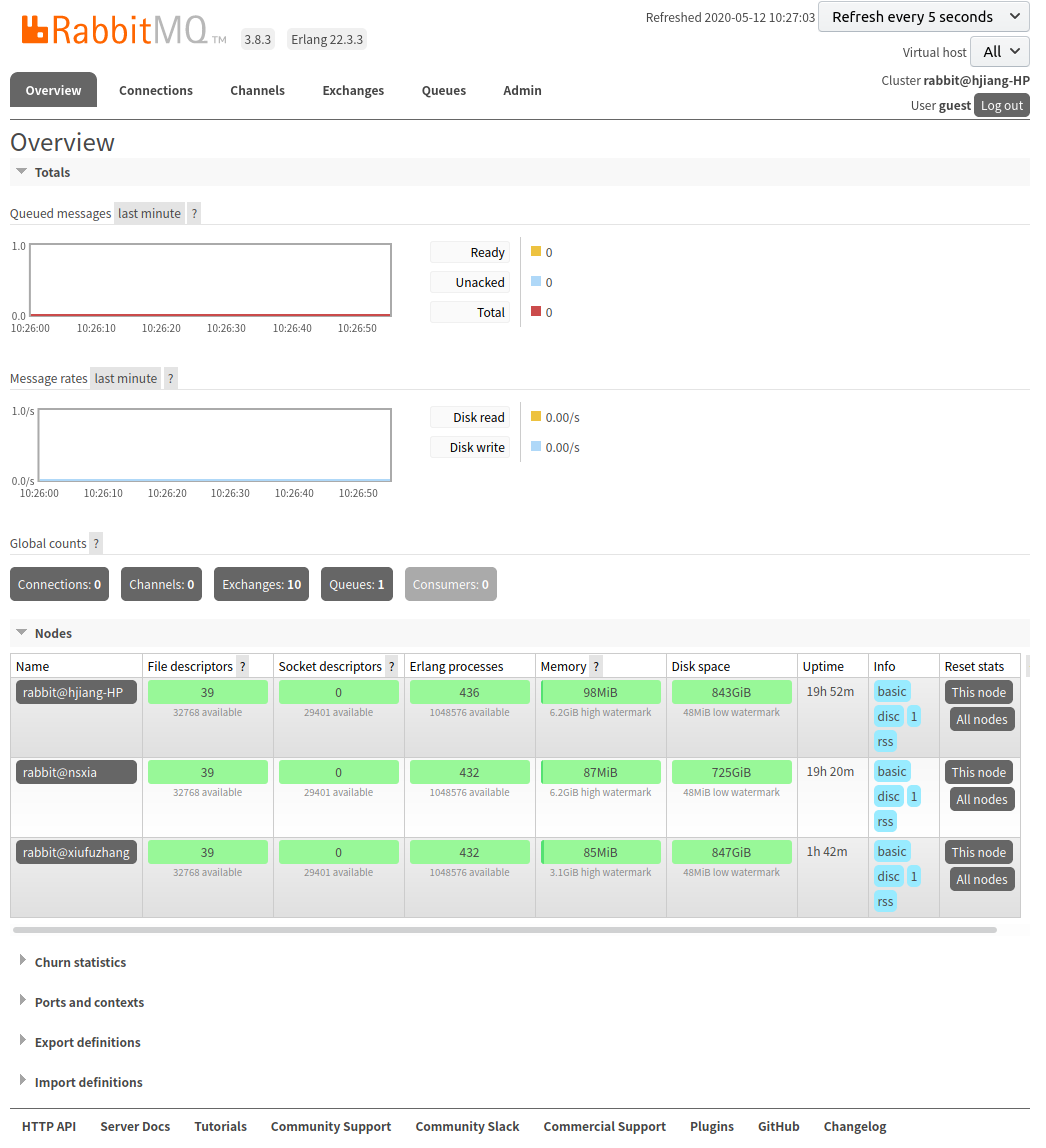 RabbitMQ TM 3.8.3 Erlang 22.3.3
Refreshed 2020-05-12 10:27:03 Refresh every 5 seconds
Virtual host All
Cluster rabbit@hjiang-HP
User guest Log out
Overview Connections Channels Exchanges Queues Admin
Overview
Totals
Queued messages last minute ?
1.0
0.0
10:26:00 10:26:10 10:26:20 10:26:30 10:26:40 10:26:50
Ready 0
Unacked 0
Total 0
Message rates last minute ?
1.0/s
0.0/s
10:26:00 10:26:10 10:26:20 10:26:30 10:26:40 10:26:50
Disk read 0.00/s
Disk write 0.00/s
Global counts ?
Connections: 0 Channels: 0 Exchanges: 10 Queues: 1 Consumers: 0
Nodes
Name File descriptors ? Socket descriptors ? Erlang processes Memory ? Disk space Uptime Info Reset stats
rabbit@hjiang-HP 39 0 436 98MiB 843GiB 19h 52m basic This node
32768 available 29401 available 1048576 available 6.2GiB high watermark 48MiB low watermark disc 1 All nodes
rss
rabbit@nsxia 39 0 432 87MiB 725GiB 19h 20m basic This node
32768 available 29401 available 1048576 available 6.2GiB high watermark 48MiB low watermark disc 1 All nodes
rss
rabbit@xiufuzhang 39 0 432 85MiB 847GiB 1h 42m basic This node
32768 available 29401 available 1048576 available 3.1GiB high watermark 48MiB low watermark disc 1 All nodes
rss
Churn statistics
Ports and contexts
Export definitions
Import definitions
HTTP API Server Docs Tutorials Community Support Community Slack Commercial Support Plugins GitHub Changelog